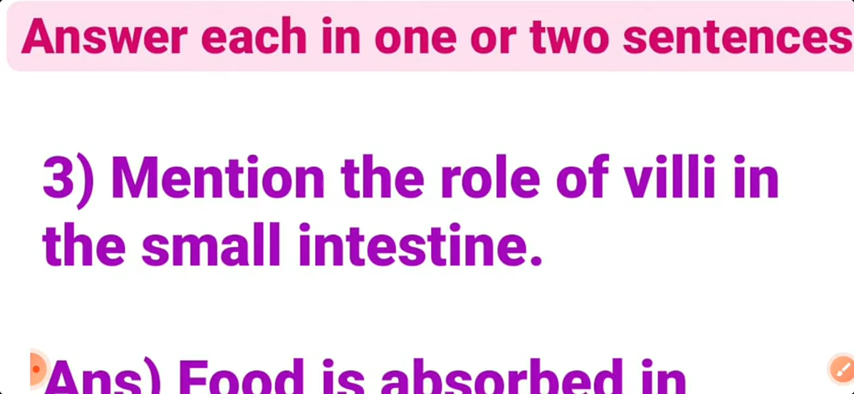 Answer each in one or two sentences
3) Mention the role of villi in
the small intestine.
Ans) Food is absorbed in